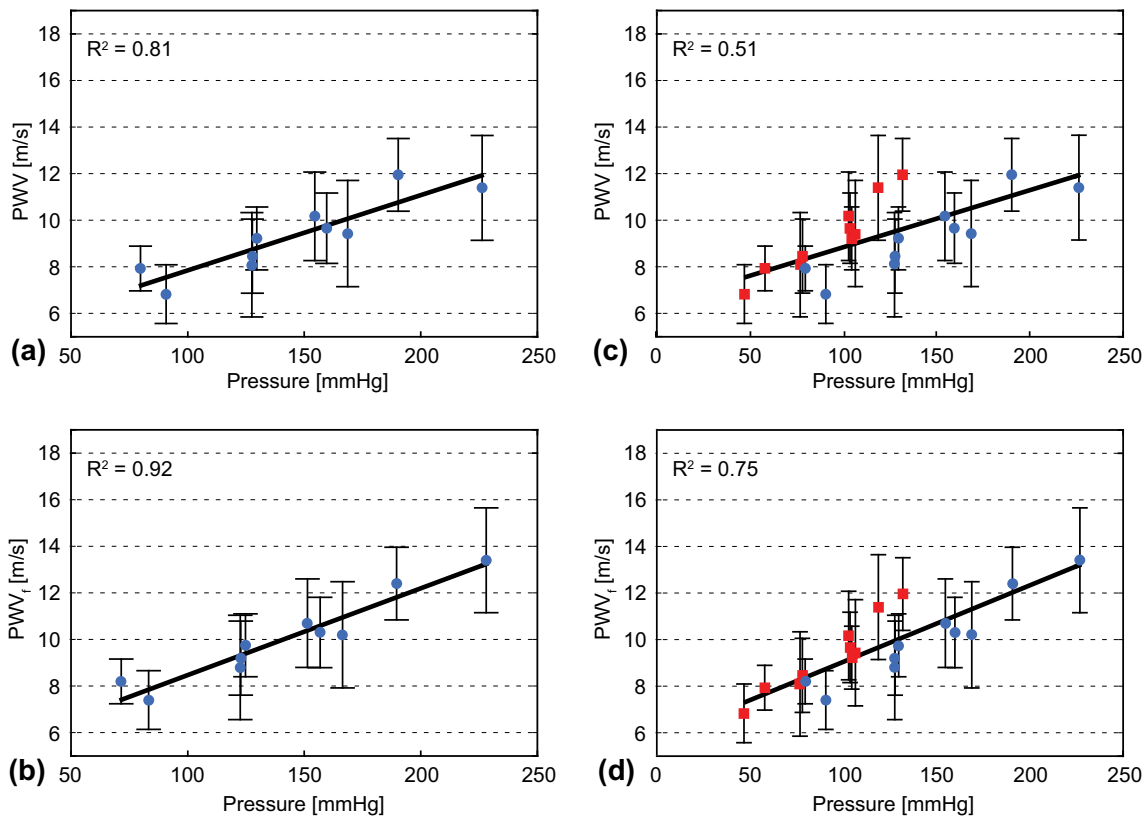 18
16
14
12
10
8
6
R² = 0.81
PWV [m/s]
50 100 150 200 250
Pressure [mmHg]
(a)
18
16
14
12
10
8
6
R² = 0.51
PWV [m/s]
0 50 100 150 200 250
Pressure [mmHg]
(c)
18
16
14
12
10
8
6
R² = 0.92
PWVf [m/s]
50 100 150 200 250
Pressure [mmHg]
(b)
18
16
14
12
10
8
6
R² = 0.75
PWVf [m/s]
0 50 100 150 200 250
Pressure [mmHg]
(d)